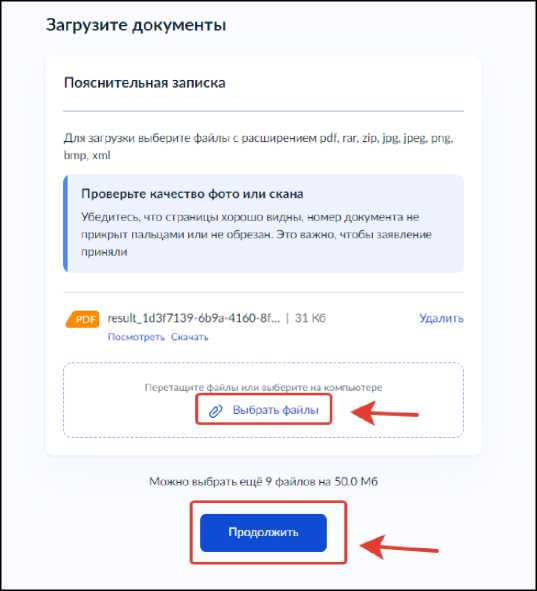 Загрузите документы
Пояснительная записка
Для загрузки выберите файлы с расширением pdf, rar, zip, jpg, jpeg, png,
bmp, xml
Проверьте качество фото или скана
Убедитесь, что страницы хорошо видны, номер документа не
прикрыт пальцами или не обрезан. Это важно, чтобы заявление
приняли
PDF result_1d3f7139-6b9a-4160-8f... | 31 Кб Удалить
Посмотреть Скачать
Перетащите файлы или выберите на компьютере
Выбрать файлы
Можно выбрать ещё 9 файлов на 50.0 Мб
Продолжить